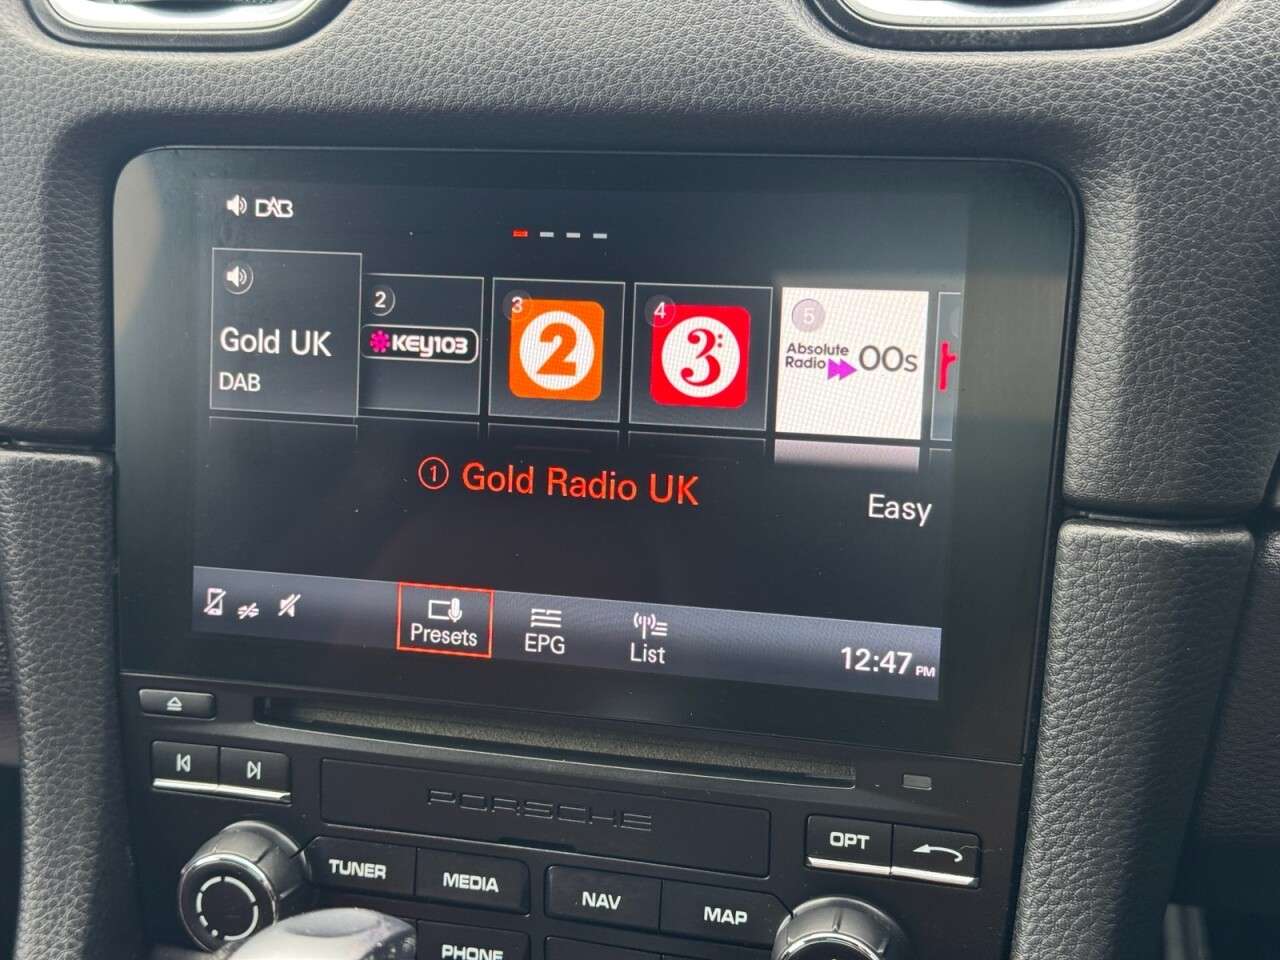 DAB
Gold UK
DAB
2
KEY103
3
2
4
3:
5
Absolute
Radio 00s
1 Gold Radio UK
Easy
Presets
EPG
List
12:47 PM
PORSCHE
OPT
TUNER
MEDIA
NAV
MAP
PHONE